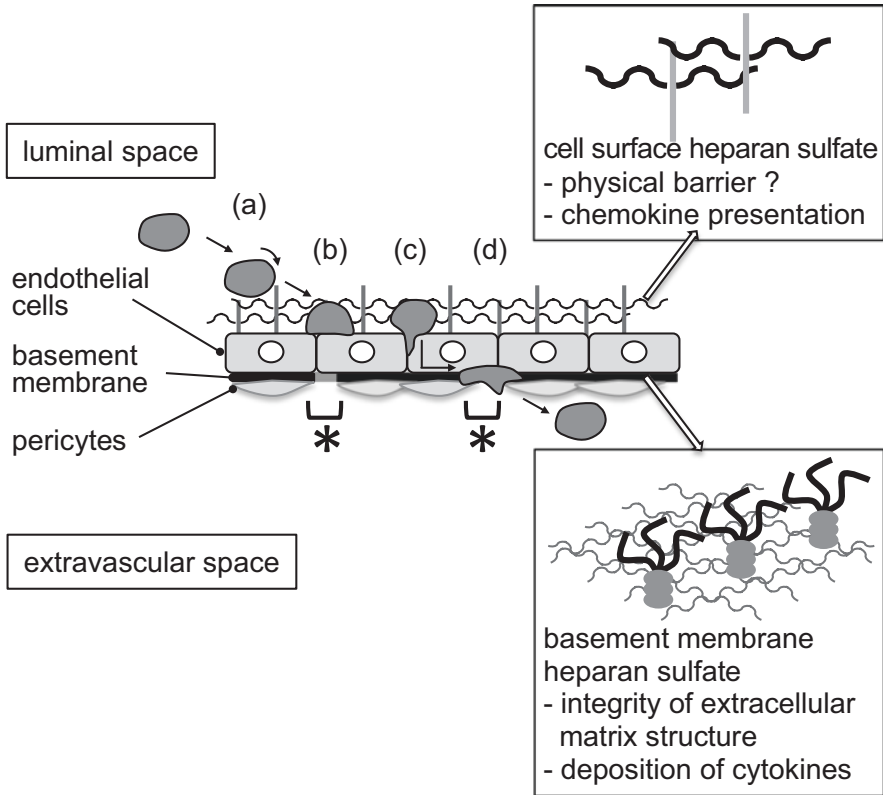 cell surface heparan sulfate
- physical barrier ?
- chemokine presentation
luminal space
(a)
(b)
(c)
(d)
endothelial
cells
basement
membrane
pericytes
*
*
extravascular space
basement membrane
heparan sulfate
- integrity of extracellular
matrix structure
- deposition of cytokines